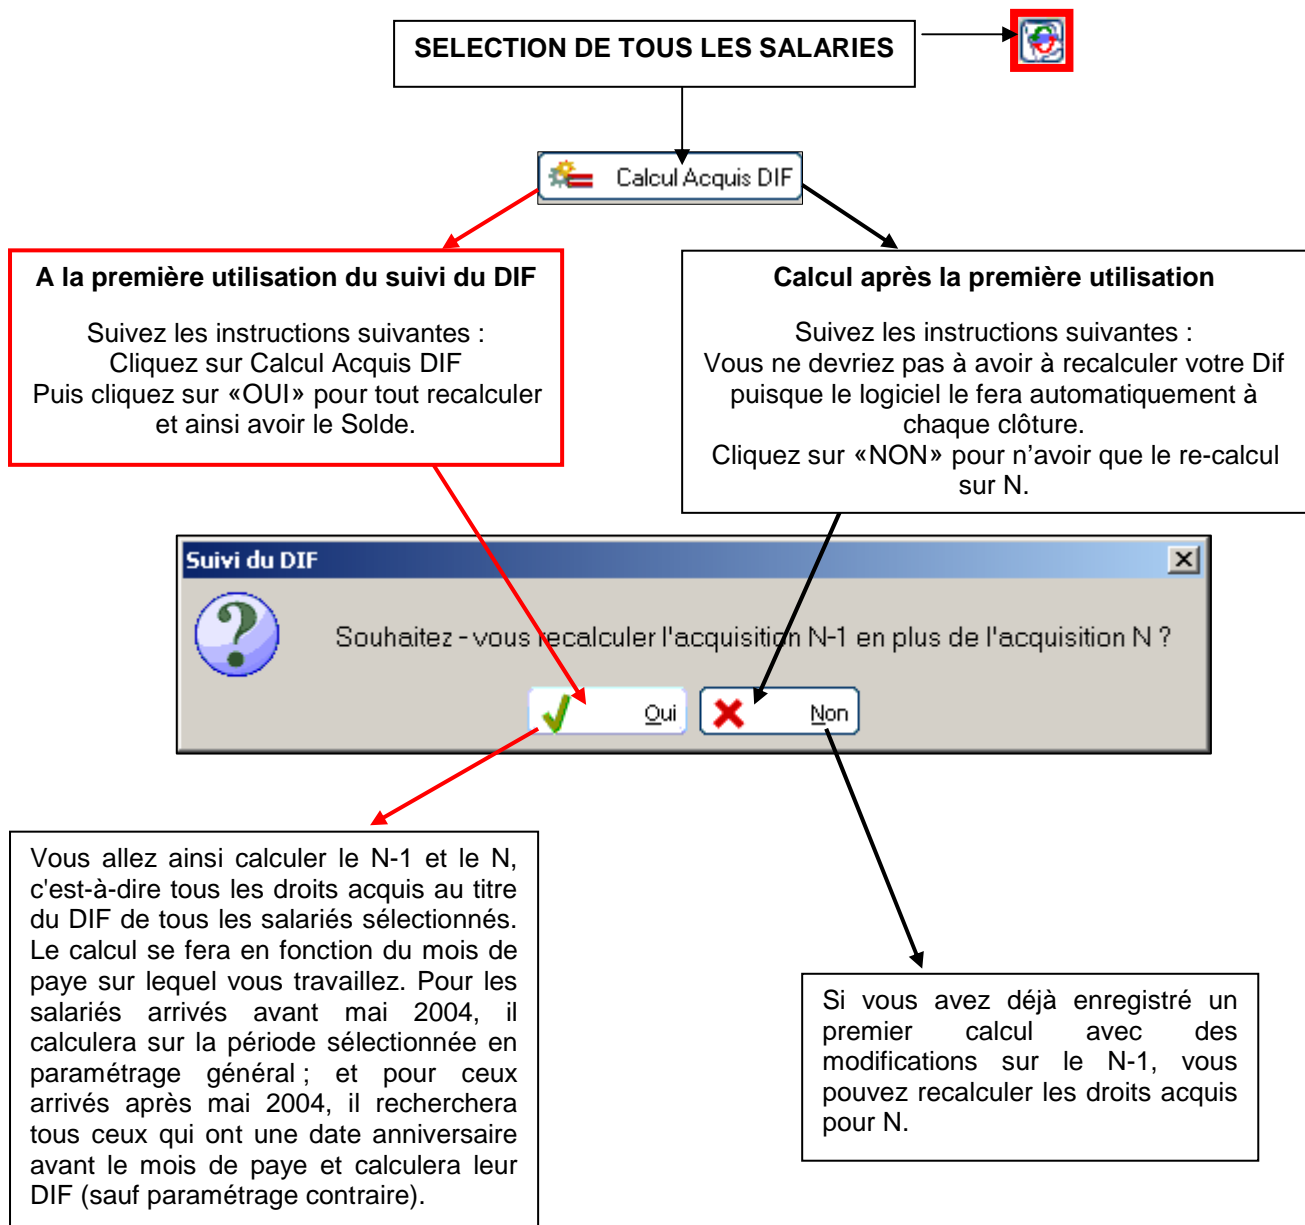 SELECTION DE TOUS LES SALARIES
Calcul Acquis DIF
A la première utilisation du suivi du DIF
Suivez les instructions suivantes :
Cliquez sur Calcul Acquis DIF
Puis cliquez sur «OUI» pour tout recalculer
et ainsi avoir le Solde.
Calcul après la première utilisation
Suivez les instructions suivantes :
Vous ne devriez pas à avoir à recalculer votre Dif
puisque le logiciel le fera automatiquement à
chaque clôture.
Cliquez sur «NON» pour n’avoir que le re-calcul
sur N.
Suivi du DIF
Souhaitez - vous recalculer l'acquisition N-1 en plus de l'acquisition N ?
Oui
Non
Vous allez ainsi calculer le N-1 et le N,
c'est-à-dire tous les droits acquis au titre
du DIF de tous les salariés sélectionnés.
Le calcul se fera en fonction du mois de
paye sur lequel vous travaillez. Pour les
salariés arrivés avant mai 2004, il
calculera sur la période sélectionnée en
paramétrage général ; et pour ceux
arrivés après mai 2004, il recherchera
tous ceux qui ont une date anniversaire
avant le mois de paye et calculera leur
DIF (sauf paramétrage contraire).
Si vous avez déjà enregistré un
premier calcul avec des
modifications sur le N-1, vous
pouvez recalculer les droits acquis
pour N.